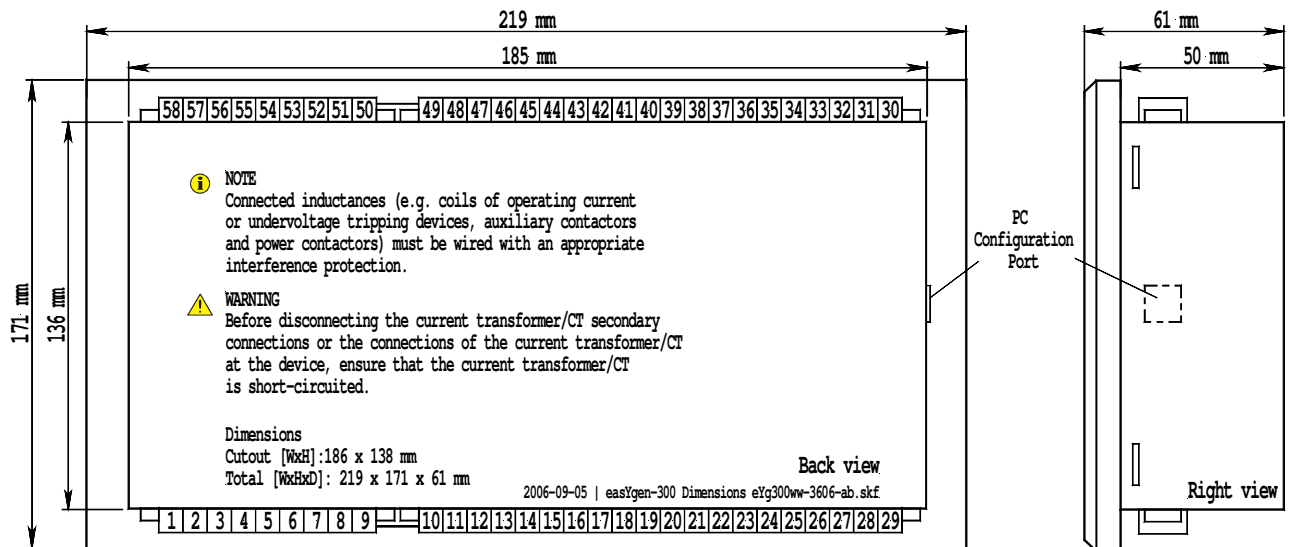 219 mm
61 mm
185 mm
50 mm
58 57 56 55 54 53 52 51 50 49 48 47 46 45 44 43 42 41 40 39 38 37 36 35 34 33 32 31 30
NOTE
Connected inductances (e.g. coils of operating current
or undervoltage tripping devices, auxiliary contactors
and power contactors) must be wired with an appropriate
interference protection.
PC
Configuration
Port
171 mm
136 mm
WARNING
Before disconnecting the current transformer/CT secondary
connections or the connections of the current transformer/CT
at the device, ensure that the current transformer/CT
is short-circuited.
Dimensions
Cutout [WxH]:186 x 138 mm
Total [WxHxD]: 219 x 171 x 61 mm
Back view
2006-09-05 | easYgen-300 Dimensions eYg300ww-3606-ab.skf
Right view
1 2 3 4 5 6 7 8 9 10 11 12 13 14 15 16 17 18 19 20 21 22 23 24 25 26 27 28 29